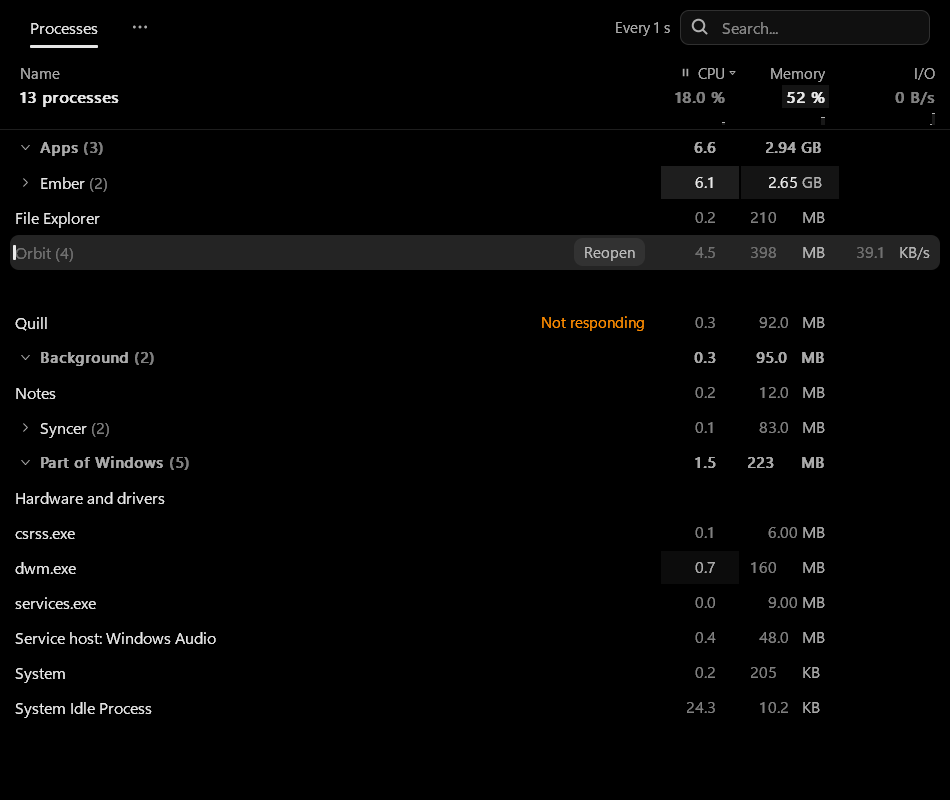 Processes ···
Every 1 s Search...
Name CPU Memory I/O
13 processes 18.0 % 52 % 0 B/s
Apps (3) 6.6 2.94 GB
Ember (2) 6.1 2.65 GB
File Explorer 0.2 210 MB
Orbit (4) Reopen 4.5 398 MB 39.1 KB/s
Quill Not responding 0.3 92.0 MB
Background (2) 0.3 95.0 MB
Notes 0.2 12.0 MB
Syncer (2) 0.1 83.0 MB
Part of Windows (5) 1.5 223 MB
Hardware and drivers
csrss.exe 0.1 6.00 MB
dwm.exe 0.7 160 MB
services.exe 0.0 9.00 MB
Service host: Windows Audio 0.4 48.0 MB
System 0.2 205 KB
System Idle Process 24.3 10.2 KB